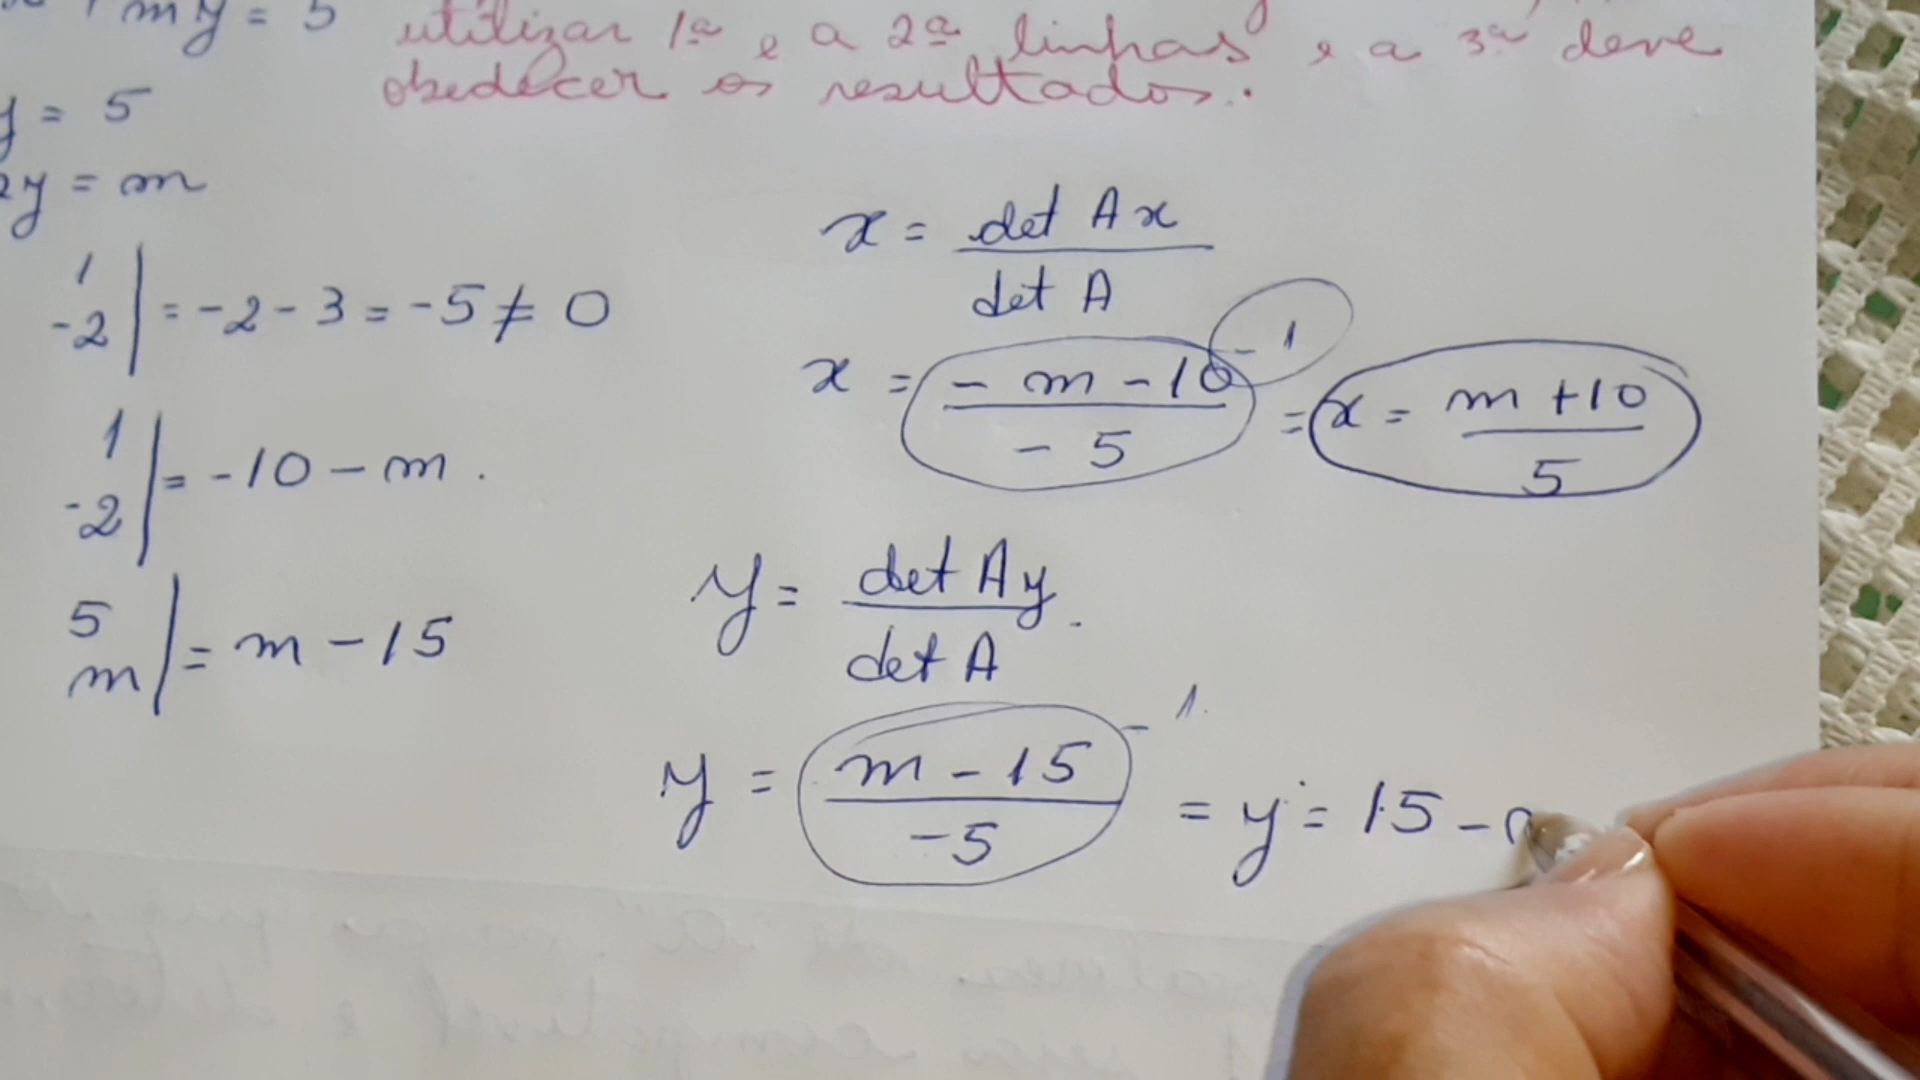 my = 5 utilizar 1ª e a 2ª linhas e a 3ª deve
obedecer os resultados.
y = 5
2y = m
x = det Ax / det A
1
-2 | = -2 - 3 = -5 ≠ 0
x = - m - 10 / - 5 - 1 = x = m + 10 / 5
1
-2 | = -10 - m.
y = det Ay / det A.
5
m | = m - 15
y = m - 15 / -5 - 1 = y = 15 -